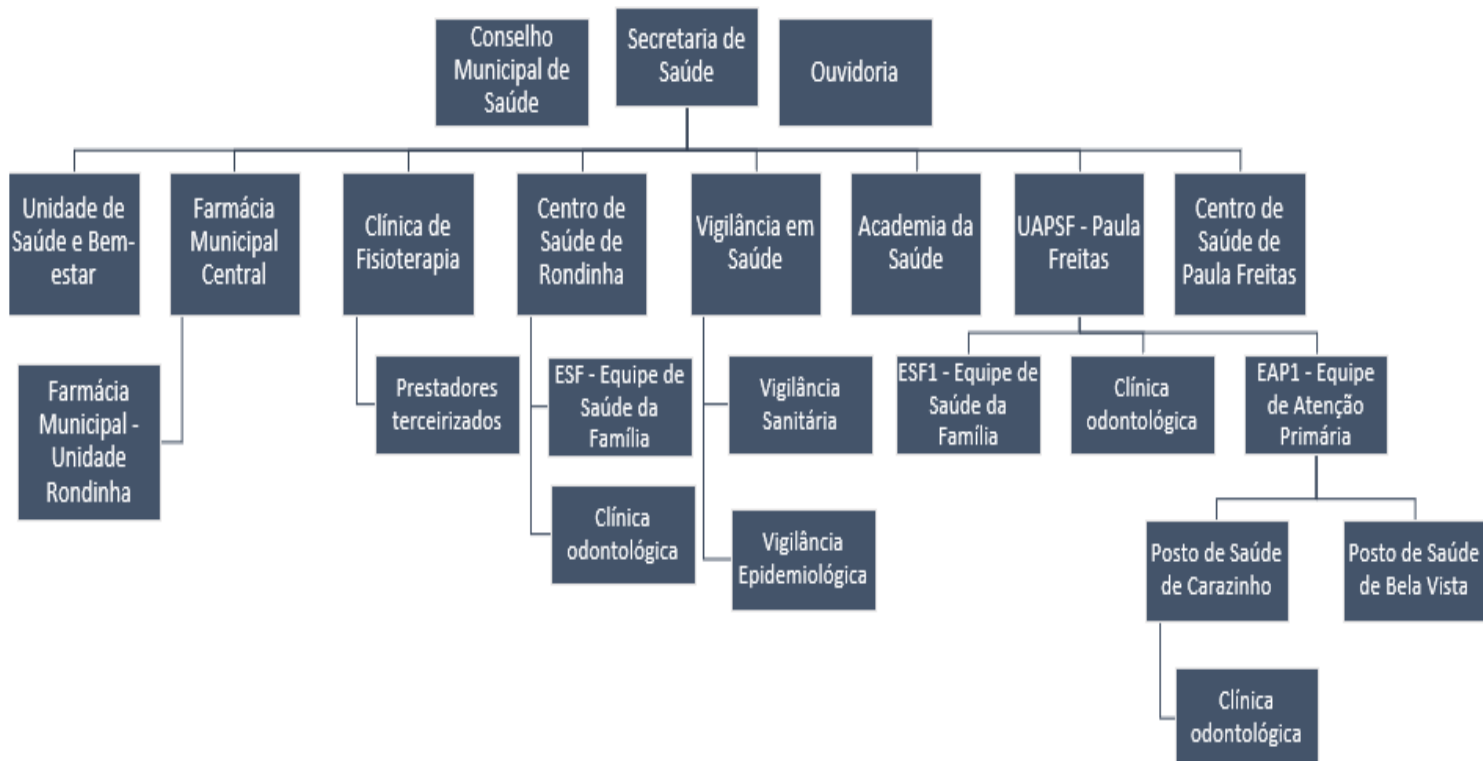 Conselho
Municipal de
Saúde
Secretaria de
Saúde
Ouvidoria
Unidade de
Saúde e Bem-
estar
Farmácia
Municipal
Central
Clínica de
Fisioterapia
Centro de
Saúde de
Rondinha
Vigilância em
Saúde
Academia da
Saúde
UAPSF - Paula
Freitas
Centro de
Saúde de
Paula Freitas
Farmácia
Municipal -
Unidade
Rondinha
Prestadores
terceirizados
ESF - Equipe de
Saúde da
Família
Clínica
odontológica
Vigilância
Sanitária
Vigilância
Epidemiológica
ESF1 - Equipe de
Saúde da
Família
Clínica
odontológica
EAP1 - Equipe
de Atenção
Primária
Posto de Saúde
de Carazinho
Posto de Saúde
de Bela Vista
Clínica
odontológica